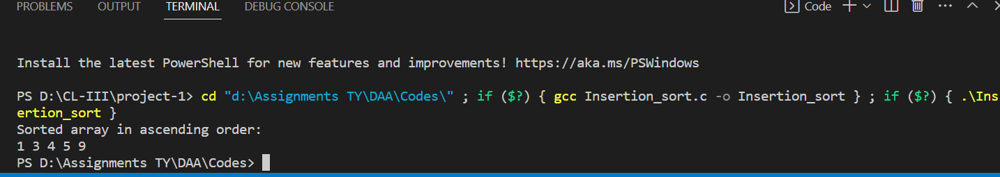 PROBLEMS OUTPUT TERMINAL DEBUG CONSOLE Code
Install the latest PowerShell for new features and improvements! https://aka.ms/PSWindows
PS D:\CL-III\project-1> cd "d:\Assignments TY\DAA\Codes\" ; if ($?) { gcc Insertion_sort.c -o Insertion_sort } ; if ($?) { .\Ins
ertion_sort }
Sorted array in ascending order:
1 3 4 5 9
PS D:\Assignments TY\DAA\Codes>